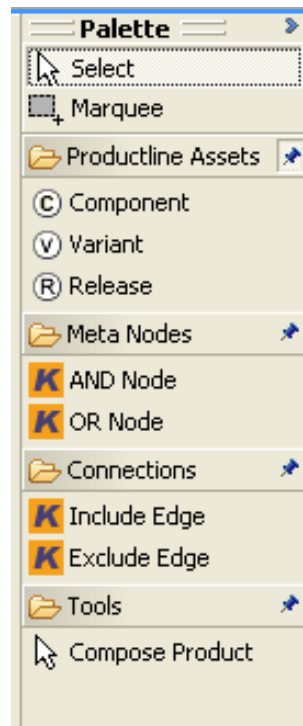 Palette
Select
Marquee
Productline Assets
C Component
V Variant
R Release
Meta Nodes
K AND Node
K OR Node
Connections
K Include Edge
K Exclude Edge
Tools
Compose Product